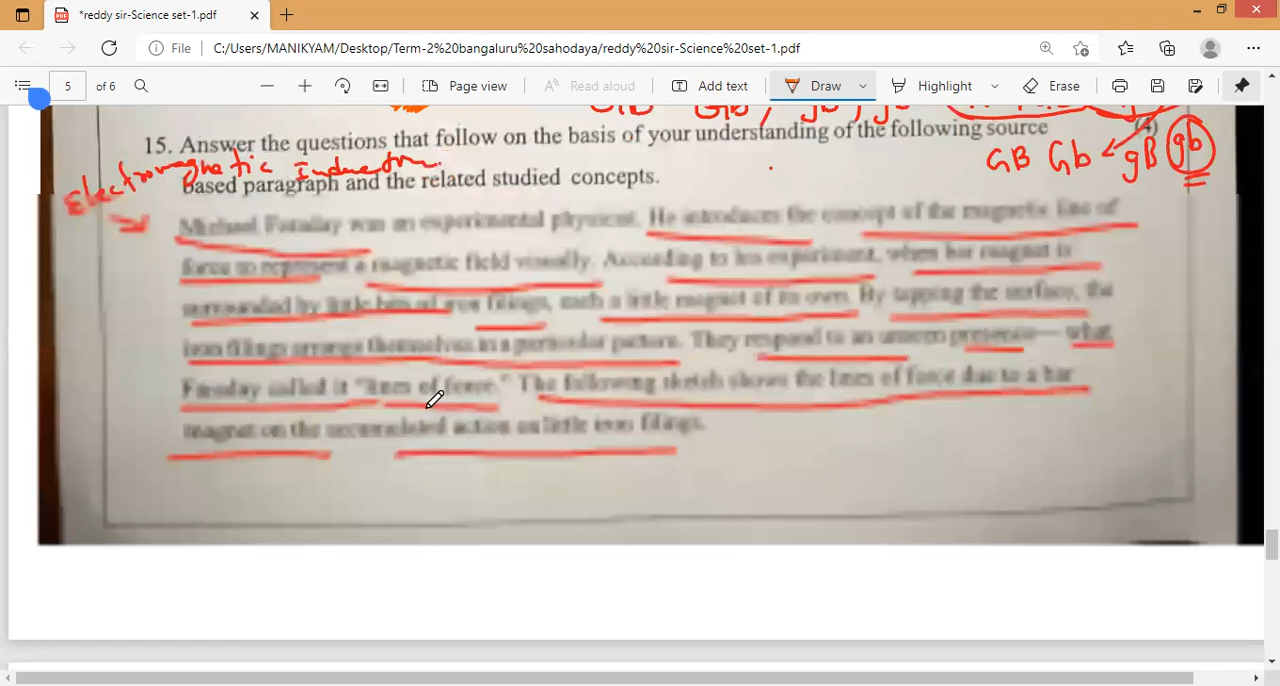 *reddy sir-Science set-1.pdf
File C:/Users/MANIKYAM/Desktop/Term-2%20bangaluru%20sahodaya/reddy%20sir-Science%20set-1.pdf
5 of 6 Page view Read aloud Add text Draw Highlight Erase
15. Answer the questions that follow on the basis of your understanding of the following source (4)
GB Gb gB gb
Electromagnetic Induction
based paragraph and the related studied concepts.
Michael Faraday was an experimental physicist. He introduces the concept of the magnetic line of
force to represent a magnetic field visually. According to his experiment, when bar magnet is
surrounded by little bits of iron filings, each a little magnet of its own. By tapping the surface, the
iron filings arrange themselves in a particular picture. They respond to an unseen presence— what
Faraday called it "lines of force." The following sketch shows the lines of force due to a bar
magnet on the accumulated action on little iron filings.